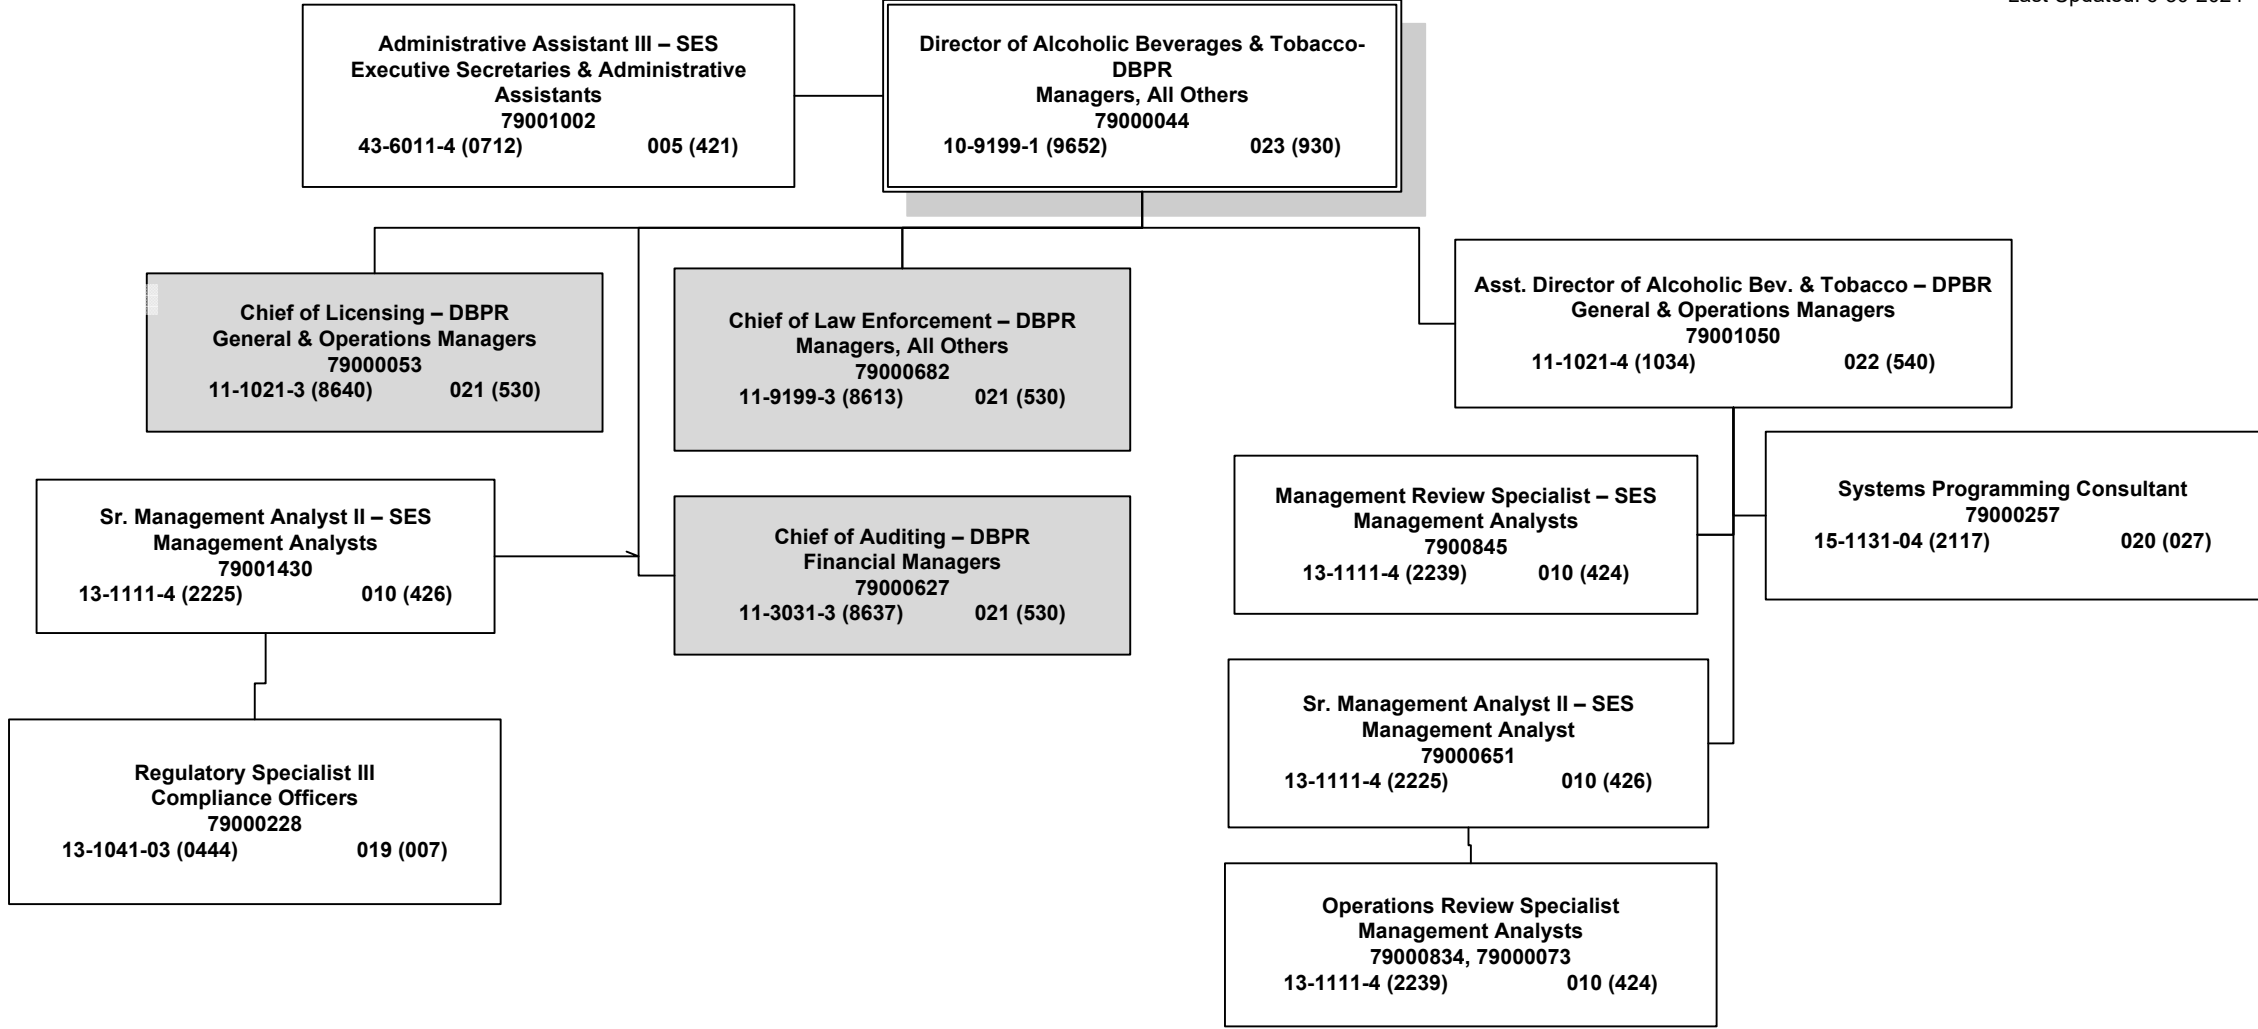 Administrative Assistant III – SES
Executive Secretaries & Administrative
Assistants
79001002
43-6011-4 (0712) 005 (421)
Director of Alcoholic Beverages & Tobacco-
DBPR
Managers, All Others
79000044
10-9199-1 (9652) 023 (930)
Chief of Licensing – DBPR
General & Operations Managers
79000053
11-1021-3 (8640) 021 (530)
Chief of Law Enforcement – DBPR
Managers, All Others
79000682
11-9199-3 (8613) 021 (530)
Asst. Director of Alcoholic Bev. & Tobacco – DPBR
General & Operations Managers
79001050
11-1021-4 (1034) 022 (540)
Sr. Management Analyst II – SES
Management Analysts
79001430
13-1111-4 (2225) 010 (426)
Chief of Auditing – DBPR
Financial Managers
79000627
11-3031-3 (8637) 021 (530)
Management Review Specialist – SES
Management Analysts
7900845
13-1111-4 (2239) 010 (424)
Systems Programming Consultant
79000257
15-1131-04 (2117) 020 (027)
Sr. Management Analyst II – SES
Management Analyst
79000651
13-1111-4 (2225) 010 (426)
Regulatory Specialist III
Compliance Officers
79000228
13-1041-03 (0444) 019 (007)
Operations Review Specialist
Management Analysts
79000834, 79000073
13-1111-4 (2239) 010 (424)